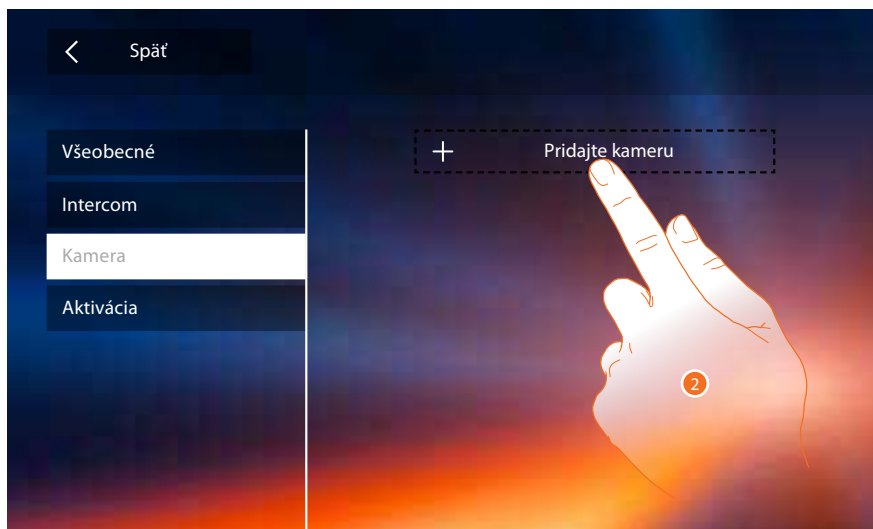 Späť
Všeobecné
Intercom
Kamera
Aktivácia
+ Pridajte kameru
2